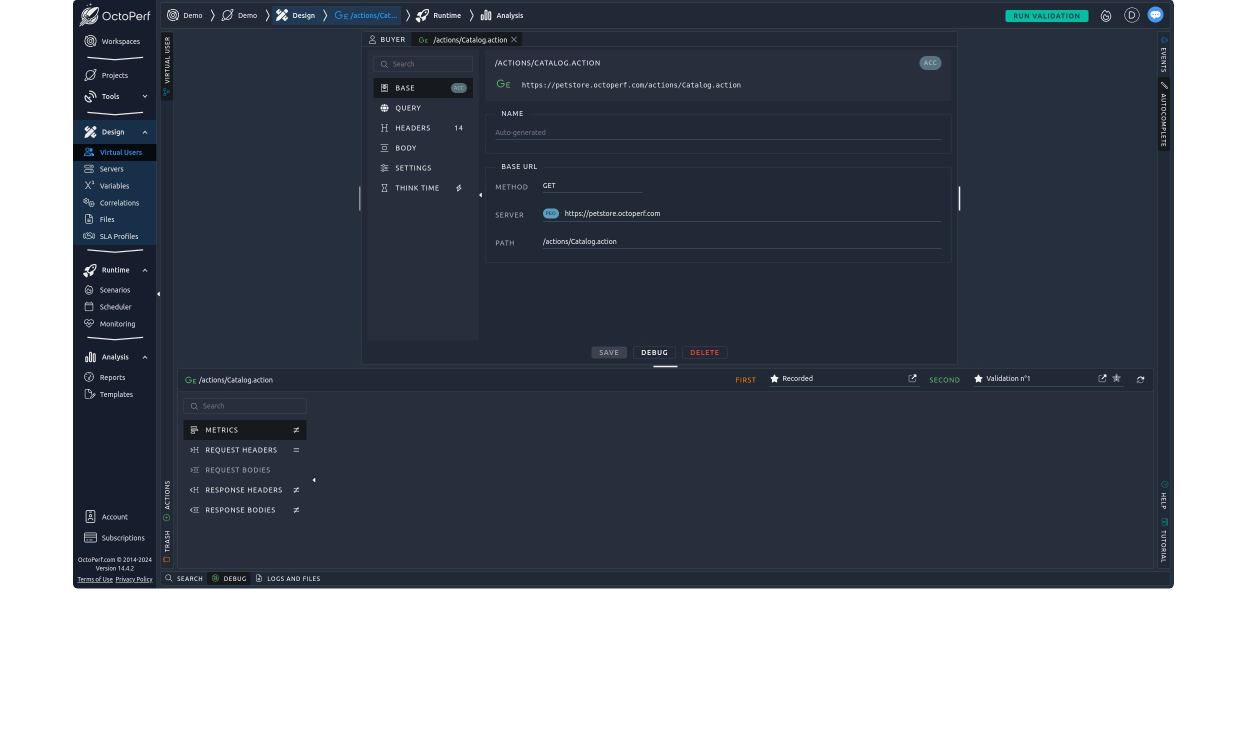 OctoPerf
Demo
Demo
Design
GE /actions/Cat...
Runtime
Analysis
RUN VALIDATION
D
Workspaces
Projects
Tools
Design
Virtual Users
Servers
Variables
Correlations
Files
SLA Profiles
Runtime
Scenarios
Scheduler
Monitoring
Analysis
Reports
Templates
Account
Subscriptions
OctoPerf.com © 2014-2024
Version 14.4.2
Terms of Use Privacy Policy
VIRTUAL USER
ACTIONS
TRASH
BUYER
GE /actions/Catalog.action
Search
BASE ACC
QUERY
HEADERS 14
BODY
SETTINGS
THINK TIME
/ACTIONS/CATALOG.ACTION
ACC
GE https://petstore.octoperf.com/actions/Catalog.action
NAME
Auto-generated
BASE URL
METHOD GET
SERVER https://petstore.octoperf.com
PATH /actions/Catalog.action
SAVE
DEBUG
DELETE
GE /actions/Catalog.action
FIRST
Recorded
SECOND
Validation n°1
Search
METRICS ≠
REQUEST HEADERS =
REQUEST BODIES
RESPONSE HEADERS ≠
RESPONSE BODIES ≠
SEARCH
DEBUG
LOGS AND FILES
EVENTS
AUTOCOMPLETE
HELP
TUTORIAL